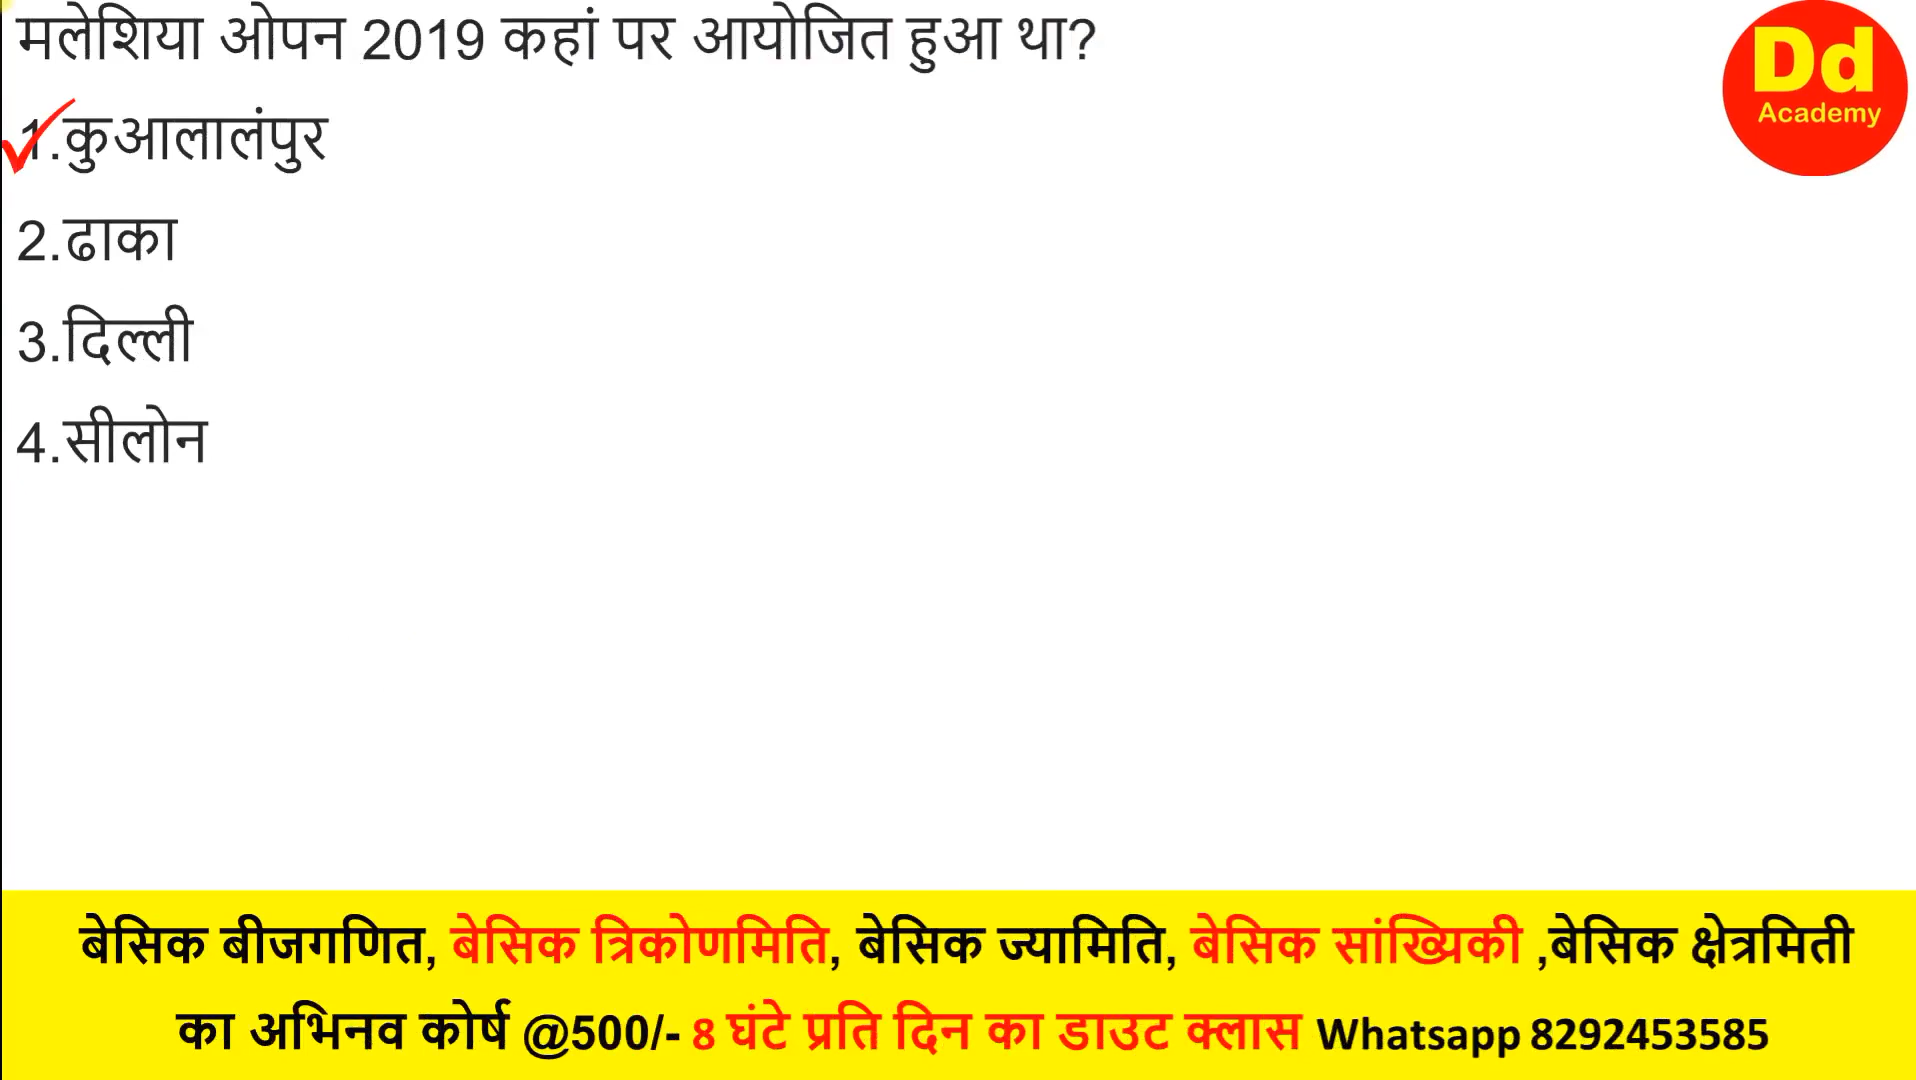 मलेशिया ओपन 2019 कहां पर आयोजित हुआ था?
Dd
Academy
1.कुआलालंपुर
2.ढाका
3.दिल्ली
4.सीलोन
बेसिक बीजगणित, बेसिक त्रिकोणमिति, बेसिक ज्यामिति, बेसिक सांख्यिकी ,बेसिक क्षेत्रमिती
का अभिनव कोर्ष @500/- 8 घंटे प्रति दिन का डाउट क्लास Whatsapp 8292453585